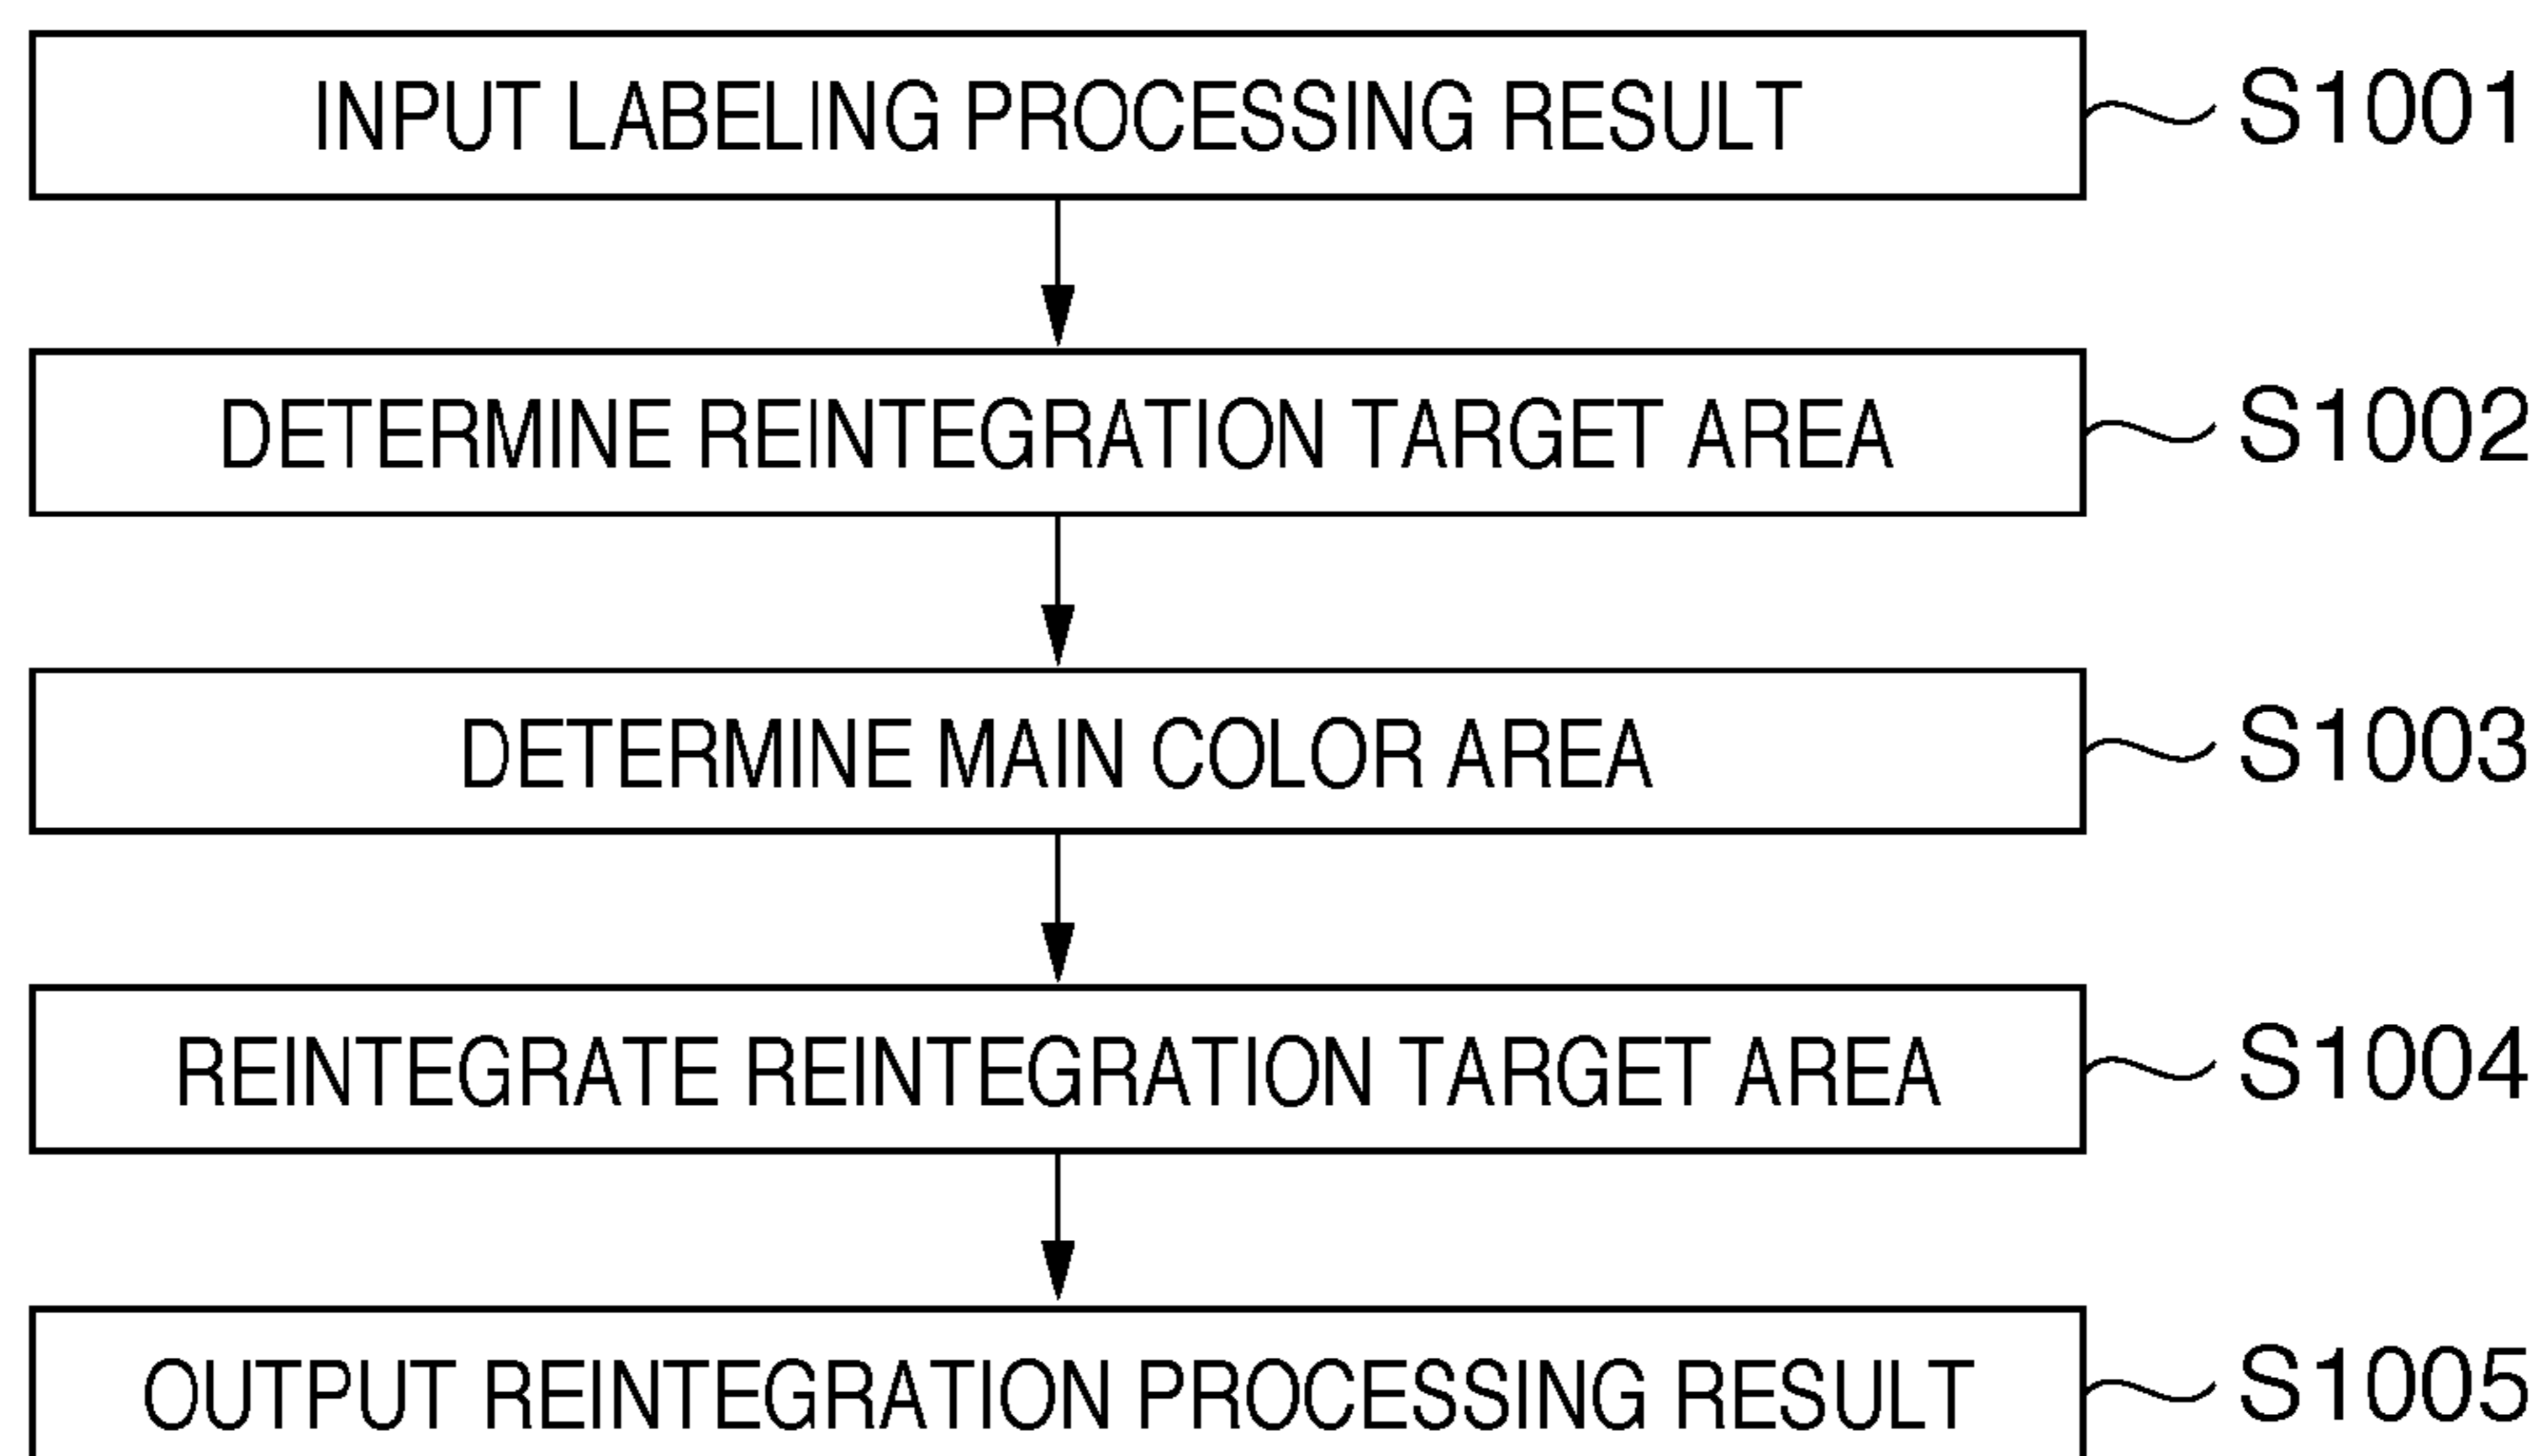 INPUT LABELING PROCESSING RESULT S1001
DETERMINE REINTEGRATION TARGET AREA S1002
DETERMINE MAIN COLOR AREA S1003
REINTEGRATE REINTEGRATION TARGET AREA S1004
OUTPUT REINTEGRATION PROCESSING RESULT S1005